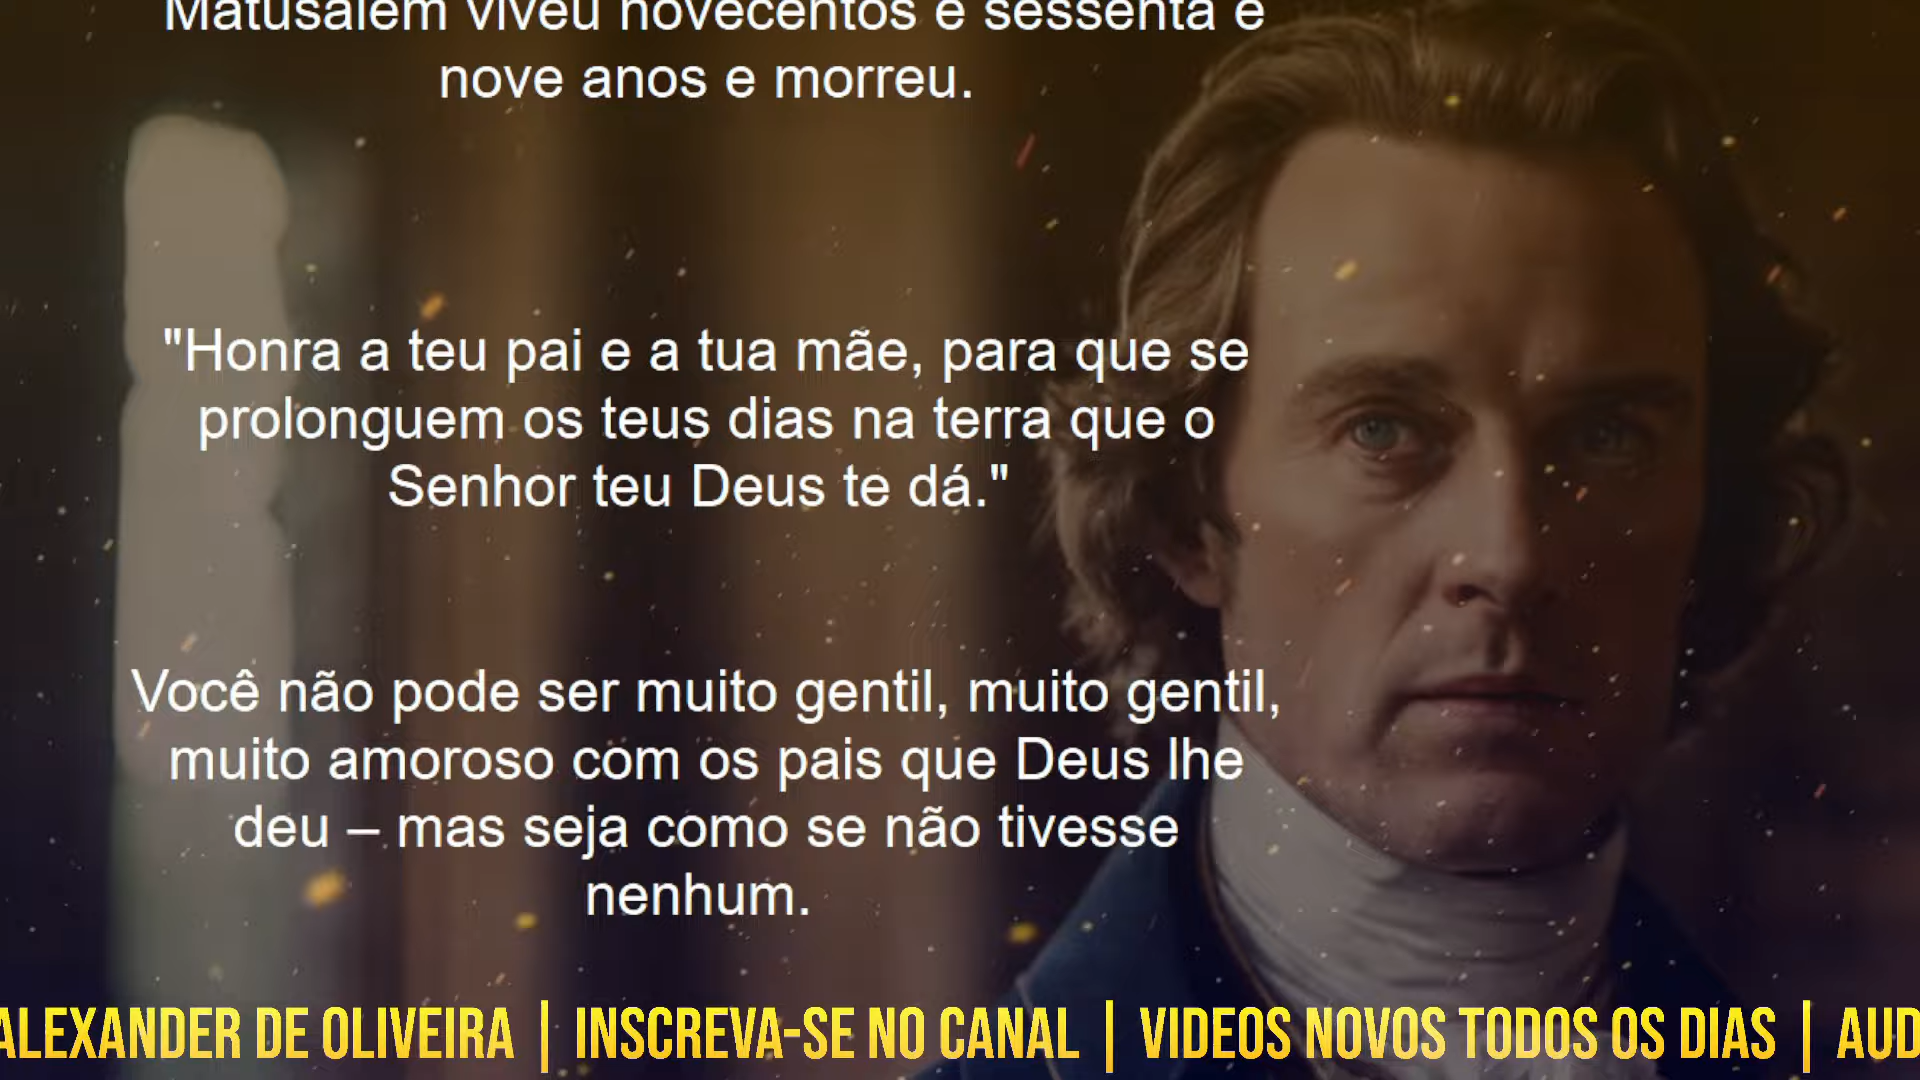 Matusalém viveu novecentos e sessenta e
nove anos e morreu.
"Honra a teu pai e a tua mãe, para que se
prolonguem os teus dias na terra que o
Senhor teu Deus te dá."
Você não pode ser muito gentil, muito gentil,
muito amoroso com os pais que Deus lhe
deu – mas seja como se não tivesse
nenhum.
ALEXANDER DE OLIVEIRA | INSCREVA-SE NO CANAL | VIDEOS NOVOS TODOS OS DIAS | AUD